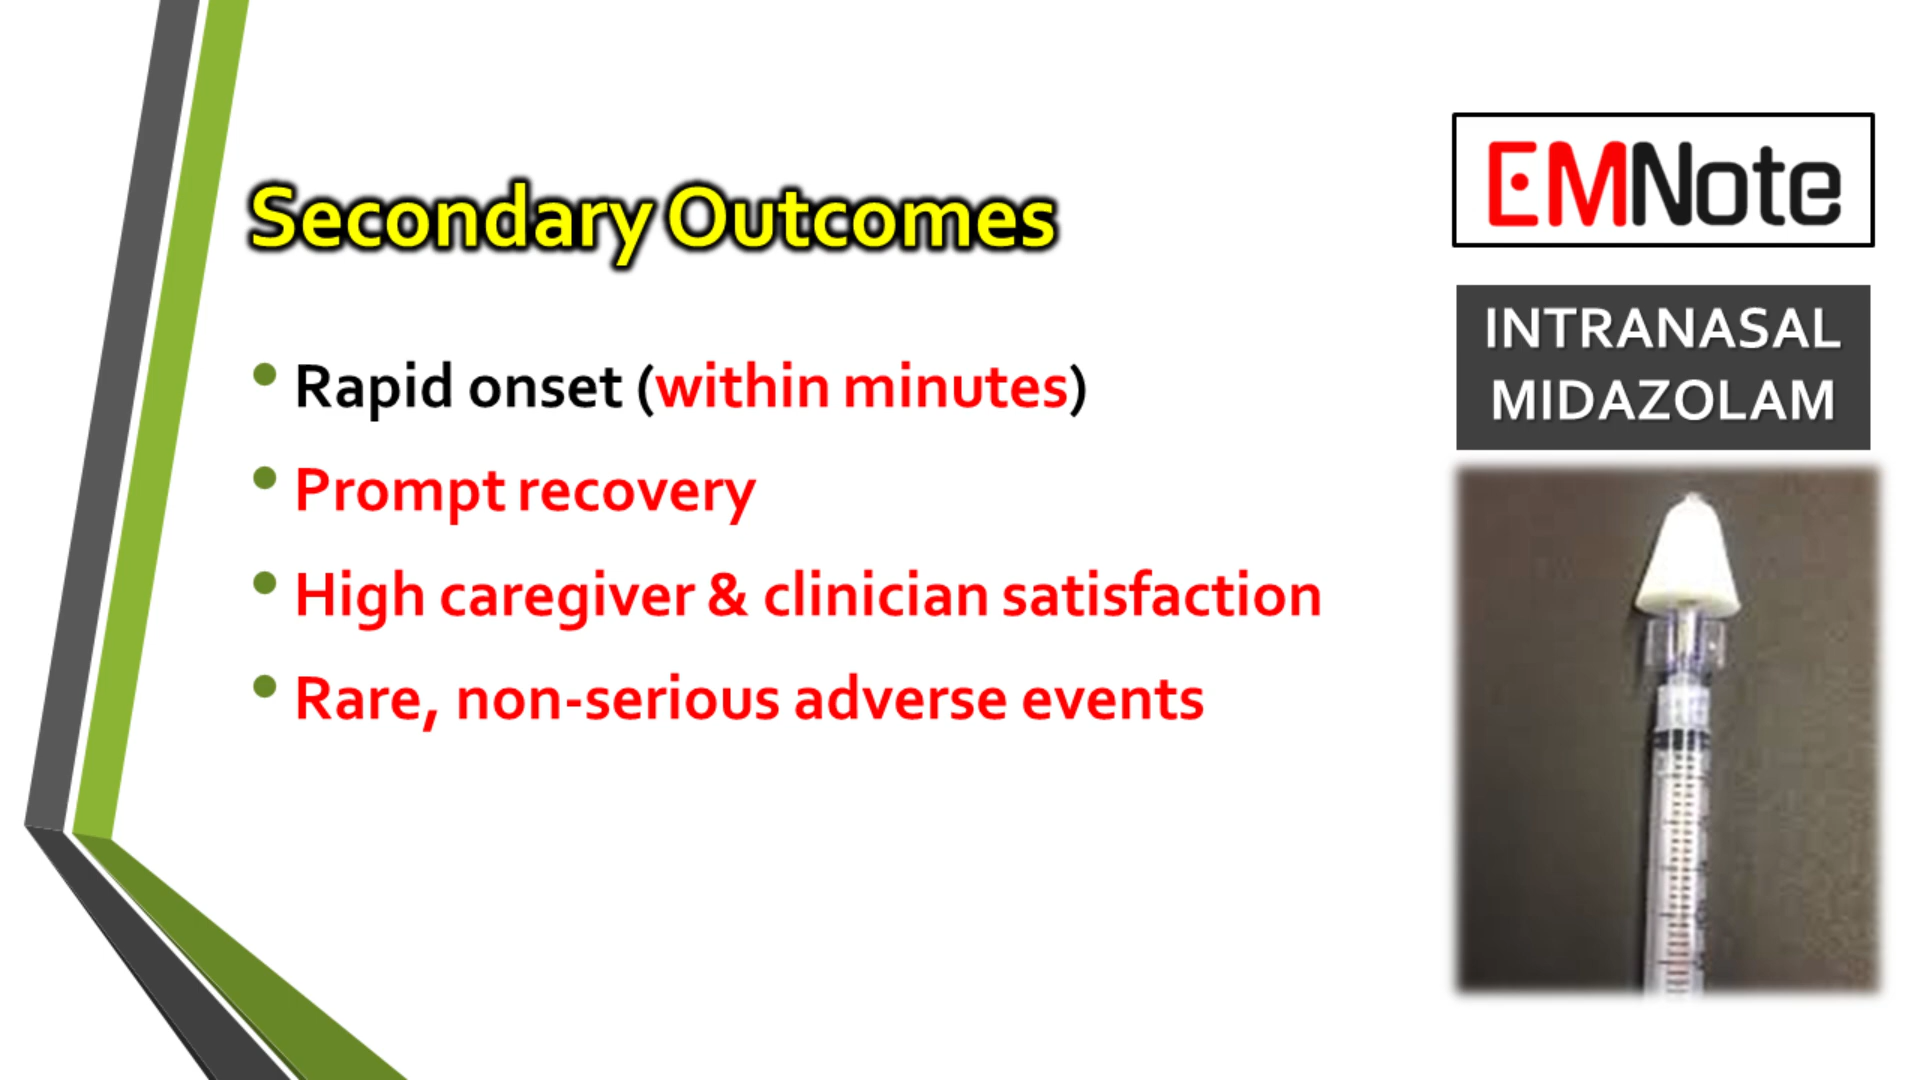 Secondary Outcomes
• Rapid onset (within minutes)
• Prompt recovery
• High caregiver & clinician satisfaction
• Rare, non-serious adverse events
EMNote
INTRANASAL
MIDAZOLAM